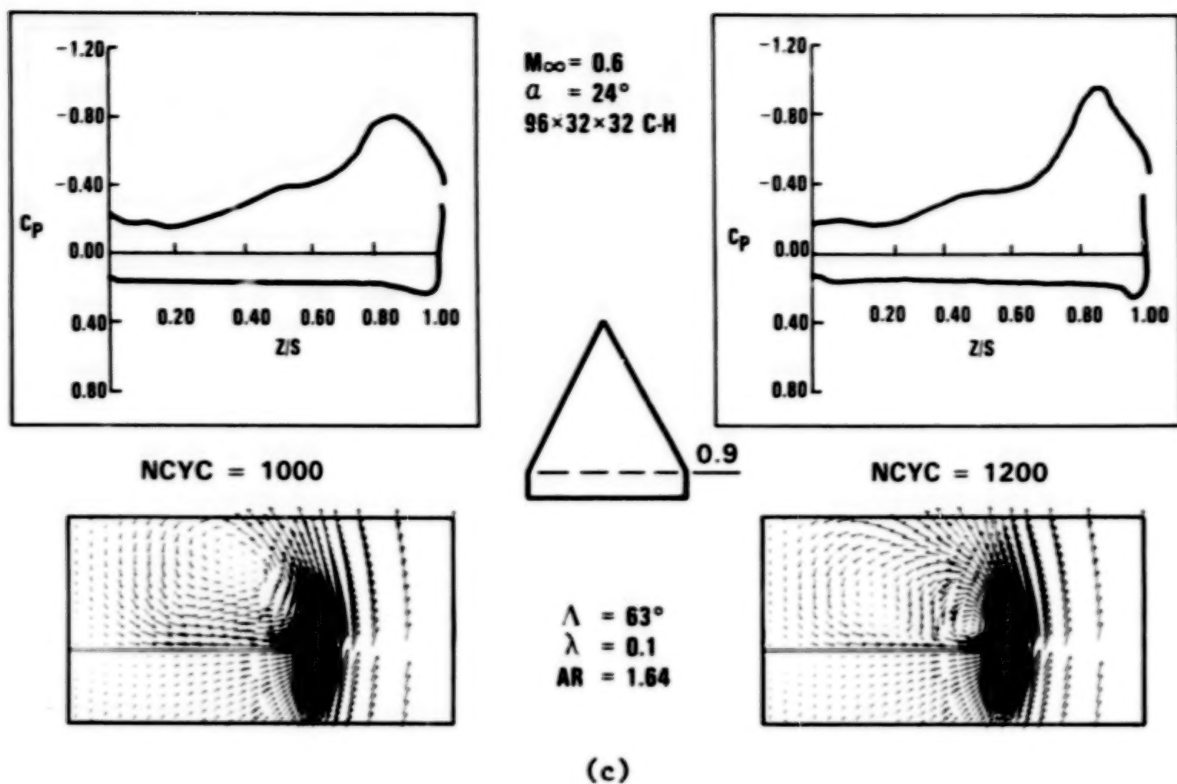 -1.20
-0.80
-0.40
CP
0.00
0.40
0.80
0.20 0.40 0.60 0.80 1.00
Z/S
M∞ = 0.6
α = 24°
96×32×32 C-H
-1.20
-0.80
-0.40
CP
0.00
0.40
0.80
0.20 0.40 0.60 0.80 1.00
Z/S
NCYC = 1000
0.9
NCYC = 1200
Λ = 63°
λ = 0.1
AR = 1.64
(c)